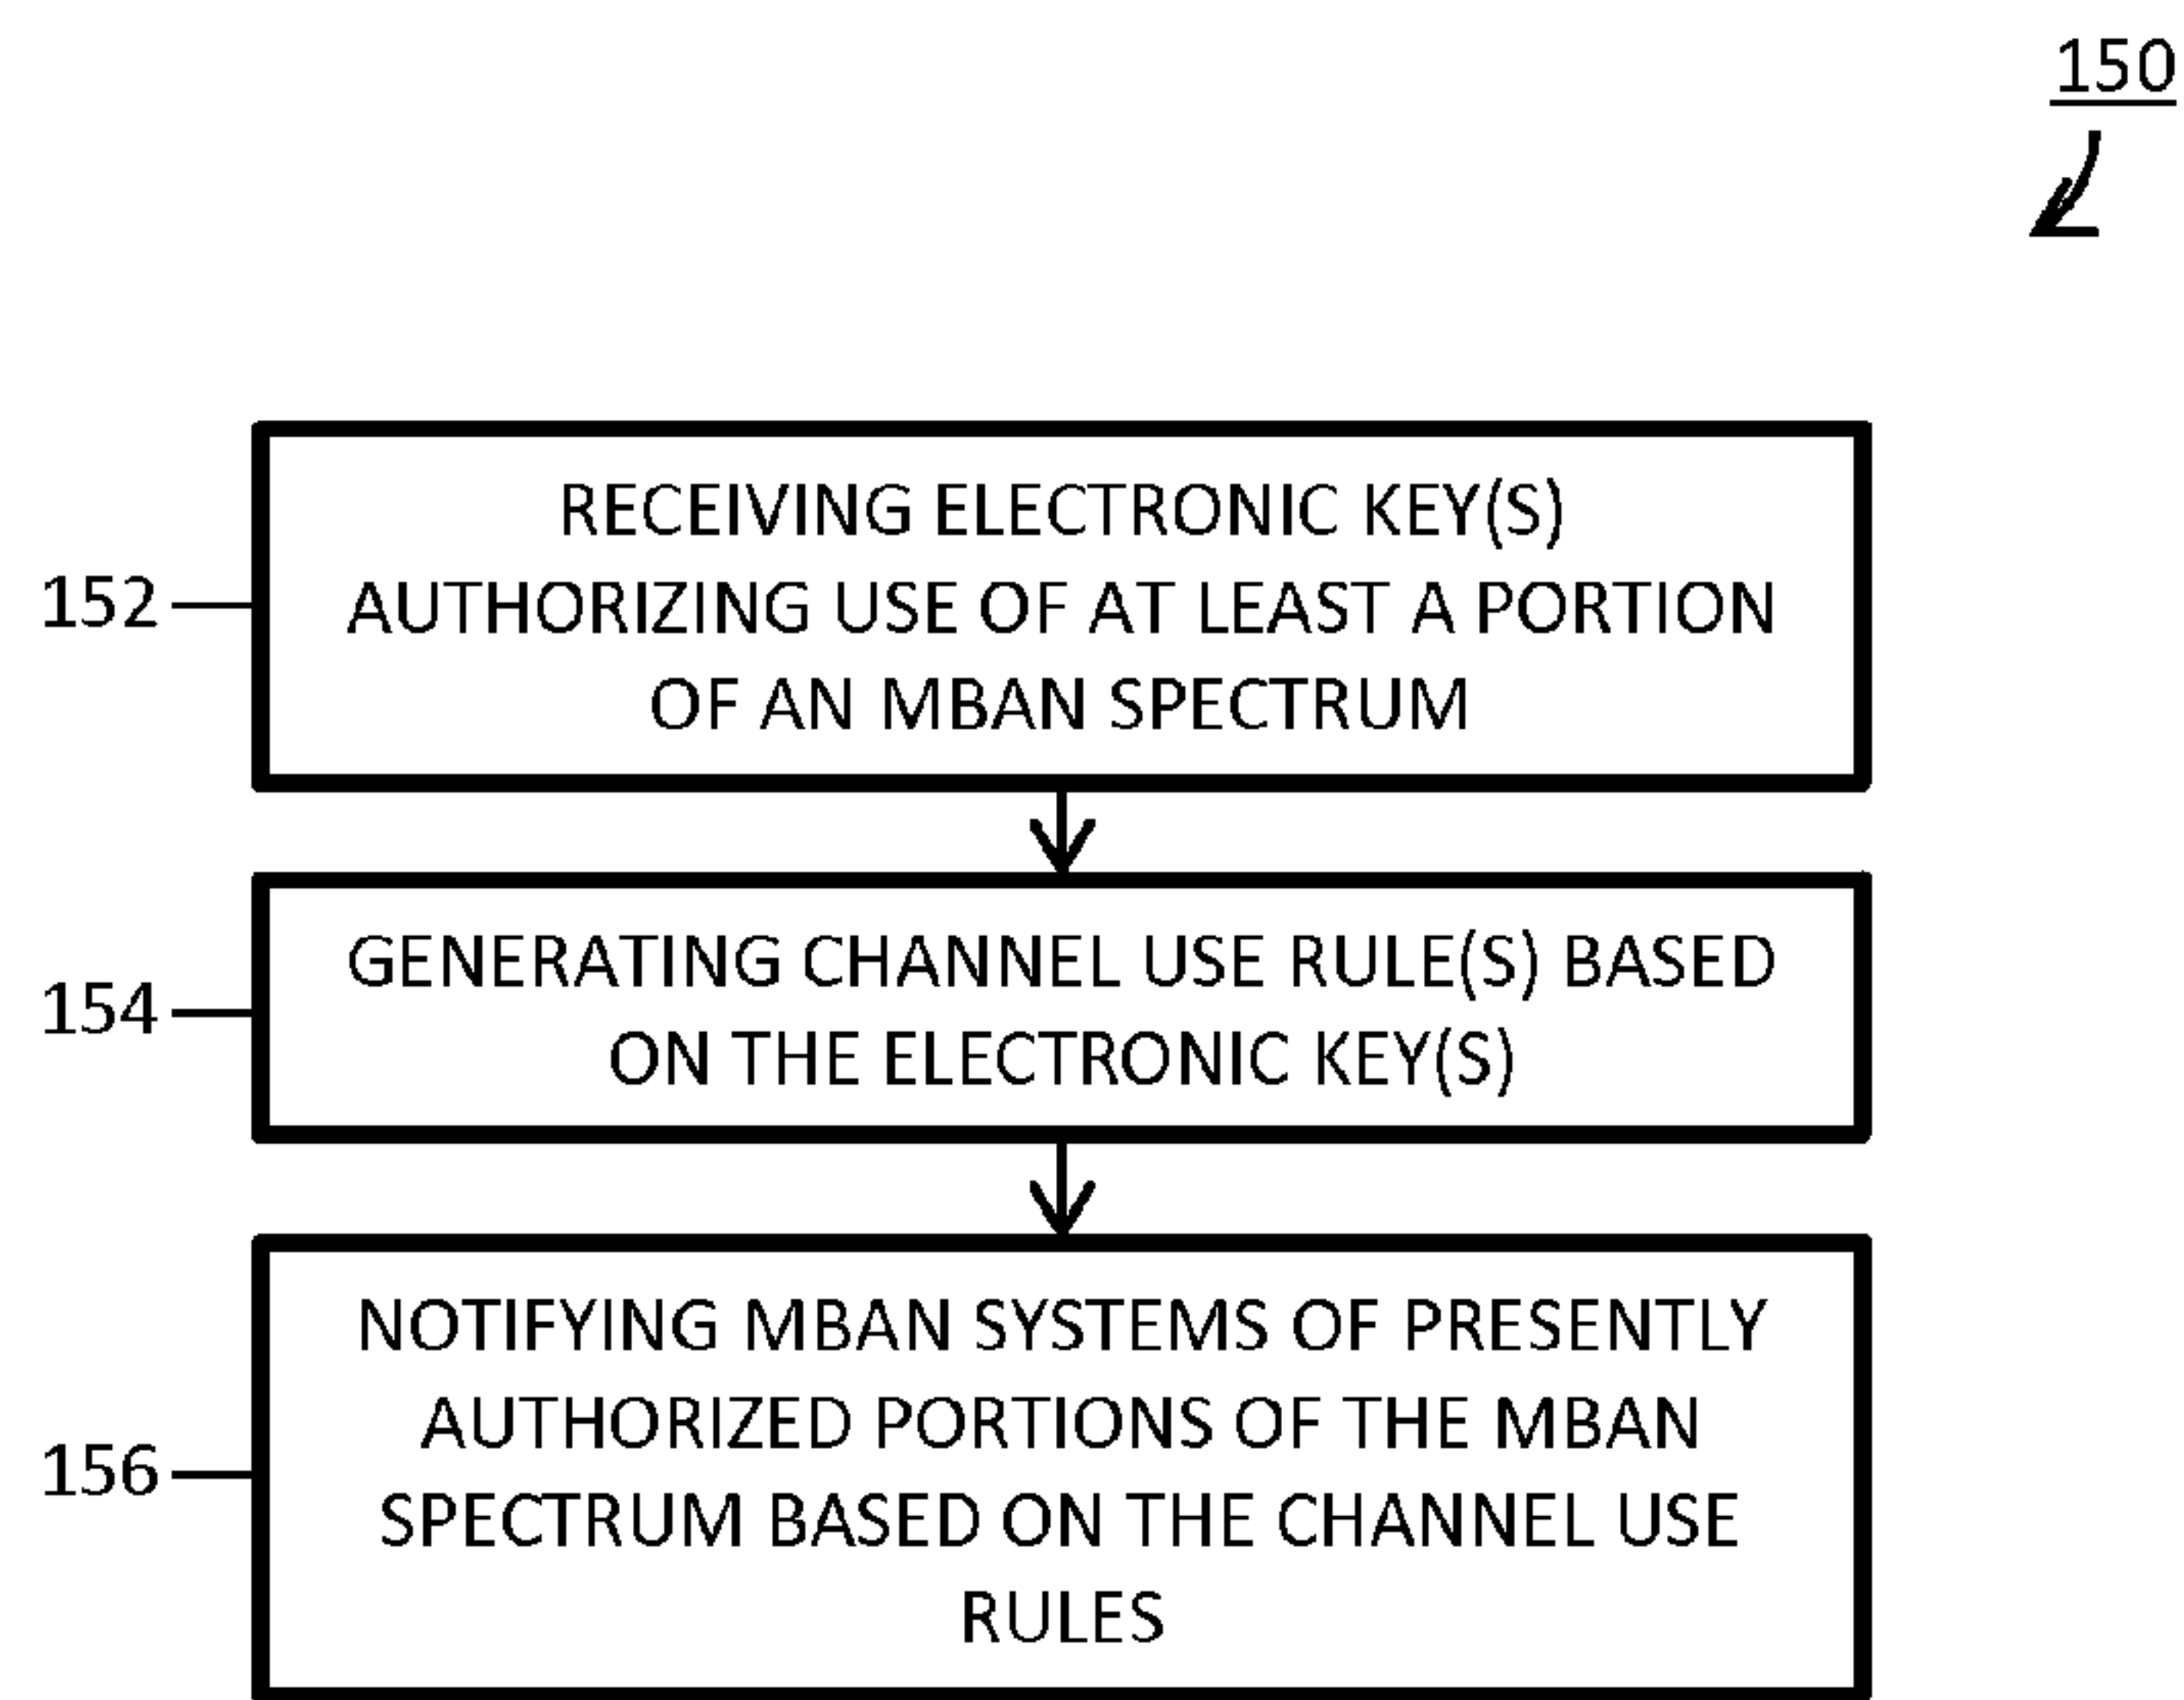 150
RECEIVING ELECTRONIC KEY(S)
152
AUTHORIZING USE OF AT LEAST A PORTION
OF AN MBAN SPECTRUM
GENERATING CHANNEL USE RULE(S) BASED
154
ON THE ELECTRONIC KEY(S)
NOTIFYING MBAN SYSTEMS OF PRESENTLY
AUTHORIZED PORTIONS OF THE MBAN
156
SPECTRUM BASED ON THE CHANNEL USE
RULES